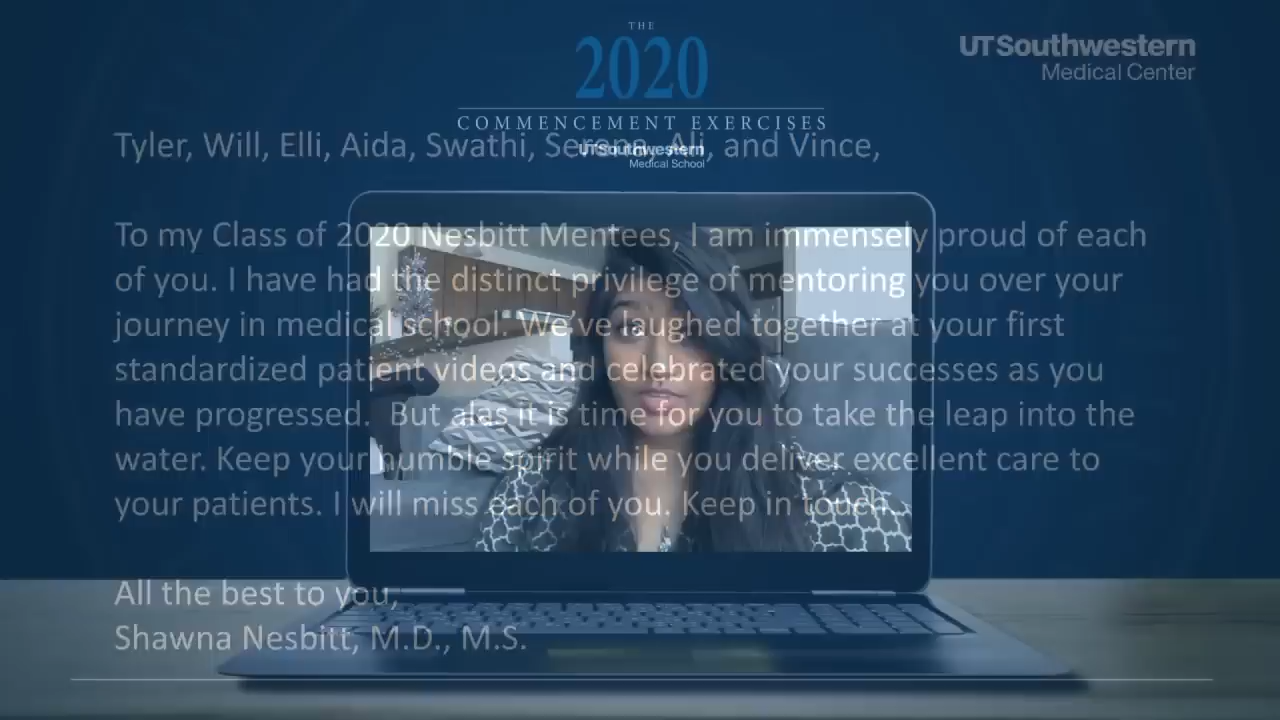 THE
2020
COMMENCEMENT EXERCISES
UTSouthwestern
Medical School
UTSouthwestern
Medical Center
Tyler, Will, Elli, Aida, Swathi, Serena, Ali, and Vince,
To my Class of 2020 Nesbitt Mentees, I am immensely proud of each
of you. I have had the distinct privilege of mentoring you over your
journey in medical school. We've laughed together at your first
standardized patient videos and celebrated your successes as you
have progressed. But alas it is time for you to take the leap into the
water. Keep your humble spirit while you deliver excellent care to
your patients. I will miss each of you. Keep in touch.
All the best to you,
Shawna Nesbitt, M.D., M.S.